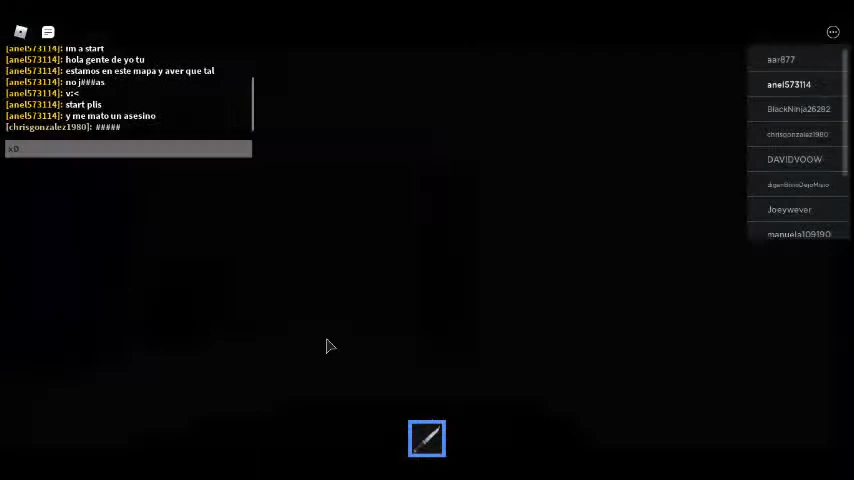 [anel573114]: im a start
[anel573114]: hola gente de yo tu
[anel573114]: estamos en este mapa y aver que tal
[anel573114]: no j###as
[anel573114]: v:<
[anel573114]: start plis
[anel573114]: y me mato un asesino
[chrisgonzalez1980]: #####
aar877
anel573114
BlackNinja26282
chrisgonzalez1980
DAVIDVOOW
Joeywever
manuela109190